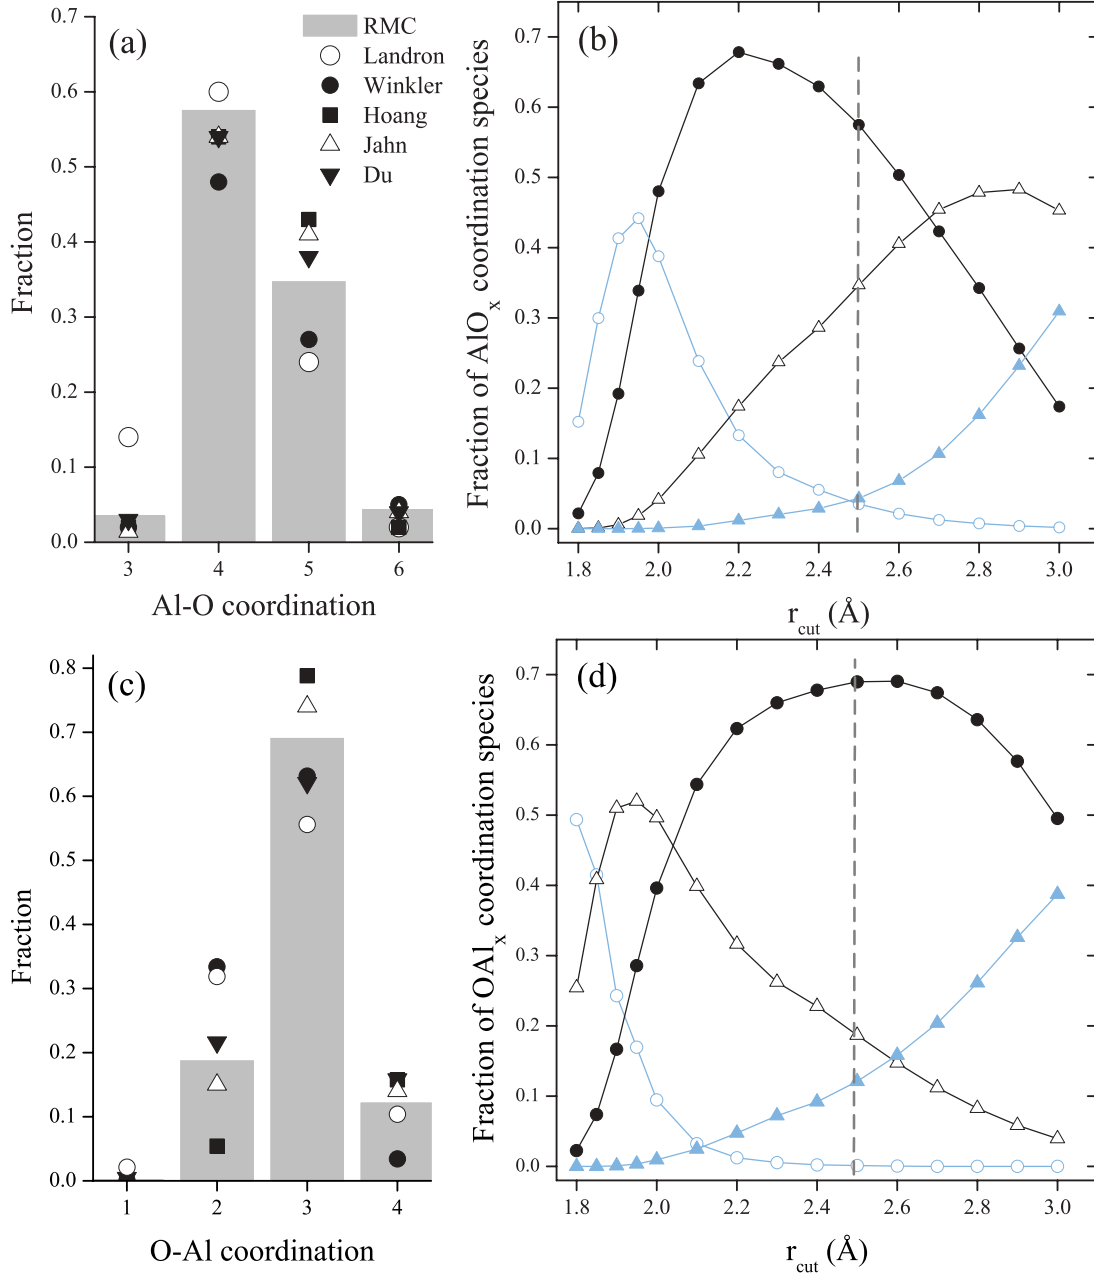 (a)
RMC
Landron
Winkler
Hoang
Jahn
Du
0.7
0.6
0.5
0.4
0.3
0.2
0.1
0.0
Fraction
3 4 5 6
Al-O coordination
(b)
0.7
0.6
0.5
0.4
0.3
0.2
0.1
0.0
Fraction of AlOx coordination species
1.8 2.0 2.2 2.4 2.6 2.8 3.0
rcut (Å)
(c)
0.8
0.7
0.6
0.5
0.4
0.3
0.2
0.1
0.0
Fraction
1 2 3 4
O-Al coordination
(d)
0.7
0.6
0.5
0.4
0.3
0.2
0.1
0.0
Fraction of OAlx coordination species
1.8 2.0 2.2 2.4 2.6 2.8 3.0
rcut (Å)